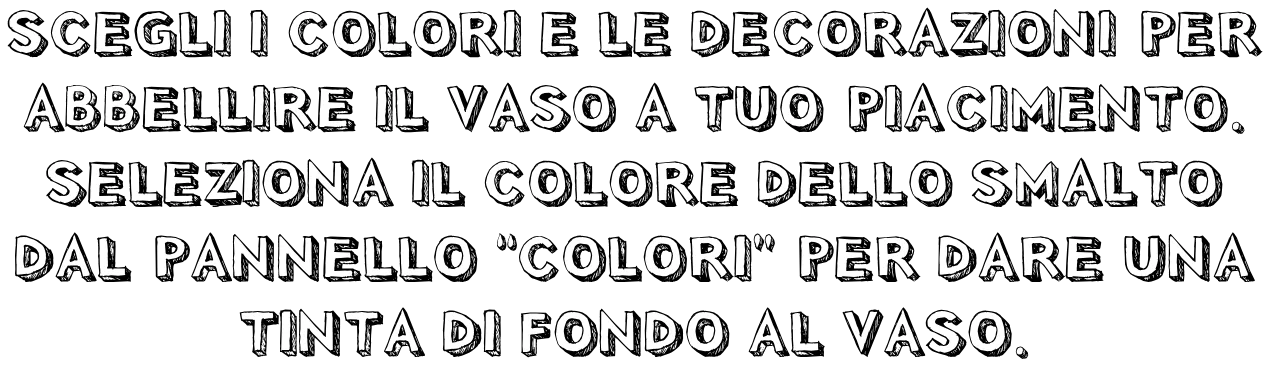 SCEGLI I COLORI E LE DECORAZIONI PER
ABBELLIRE IL VASO A TUO PIACIMENTO.
SELEZIONA IL COLORE DELLO SMALTO
DAL PANNELLO "COLORI" PER DARE UNA
TINTA DI FONDO AL VASO.